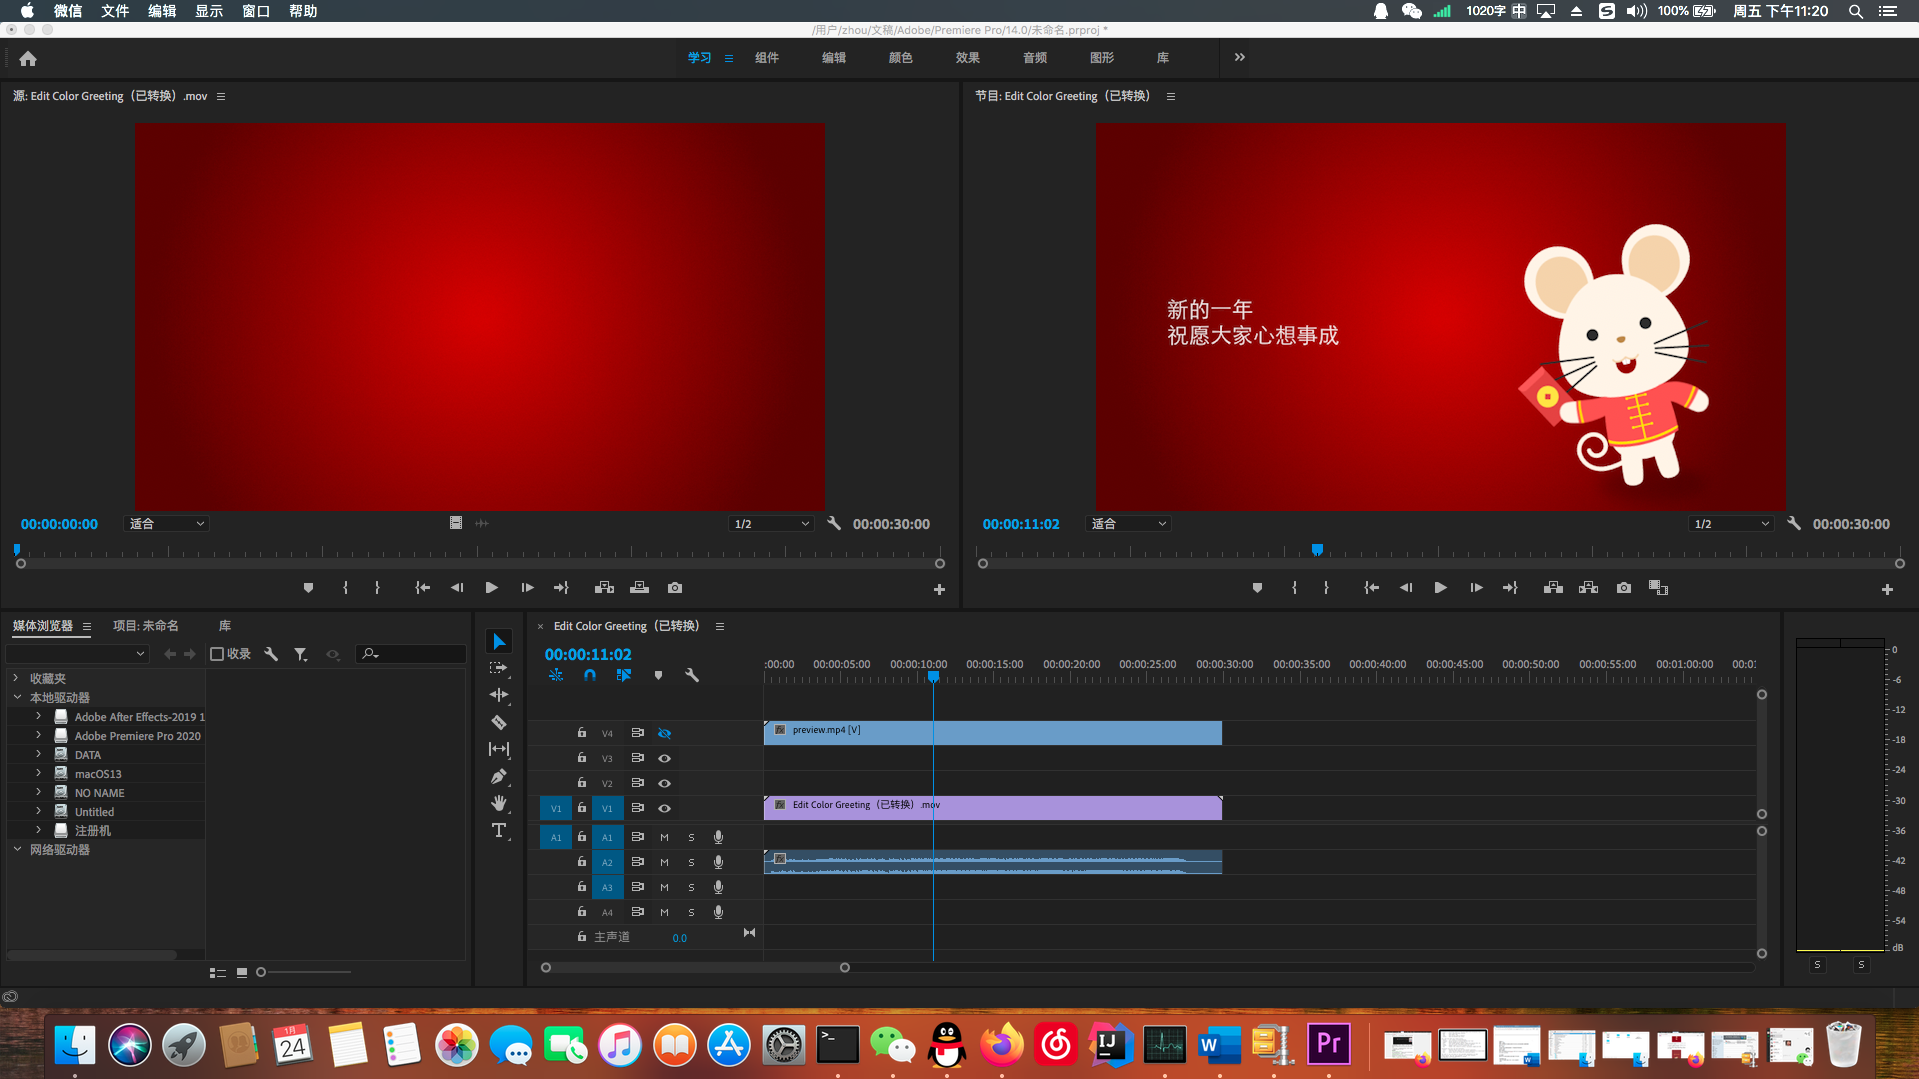 微信 文件 编辑 显示 窗口 帮助
1020字 中 100% 周五 下午11:20
/用户/zhou/文稿/Adobe/Premiere Pro/14.0/未命名.prproj *
学习 组件 编辑 颜色 效果 音频 图形 库
源: Edit Color Greeting（已转换）.mov
节目: Edit Color Greeting（已转换）
新的一年
祝愿大家心想事成
00:00:00:00 适合 1/2 00:00:30:00
00:00:11:02 适合 1/2 00:00:30:00
媒体浏览器 项目: 未命名 库
收录
收藏夹
本地驱动器
Adobe After Effects-2019 1
Adobe Premiere Pro 2020
DATA
macOS13
NO NAME
Untitled
注册机
网络驱动器
× Edit Color Greeting（已转换）
00:00:11:02
:00:00 00:00:05:00 00:00:10:00 00:00:15:00 00:00:20:00 00:00:25:00 00:00:30:00 00:00:35:00 00:00:40:00 00:00:45:00 00:00:50:00 00:00:55:00 00:01:00:00 00:0
V4 fx preview.mp4 [V]
V3
V2
V1 V1 fx Edit Color Greeting（已转换）.mov
A1 A1 M S
A2 M S fx
A3 M S
A4 M S
主声道 0.0
0
-6
-12
-18
-24
-30
-36
-42
-48
-54
dB
S S
1月
24
IJ
W
Pr